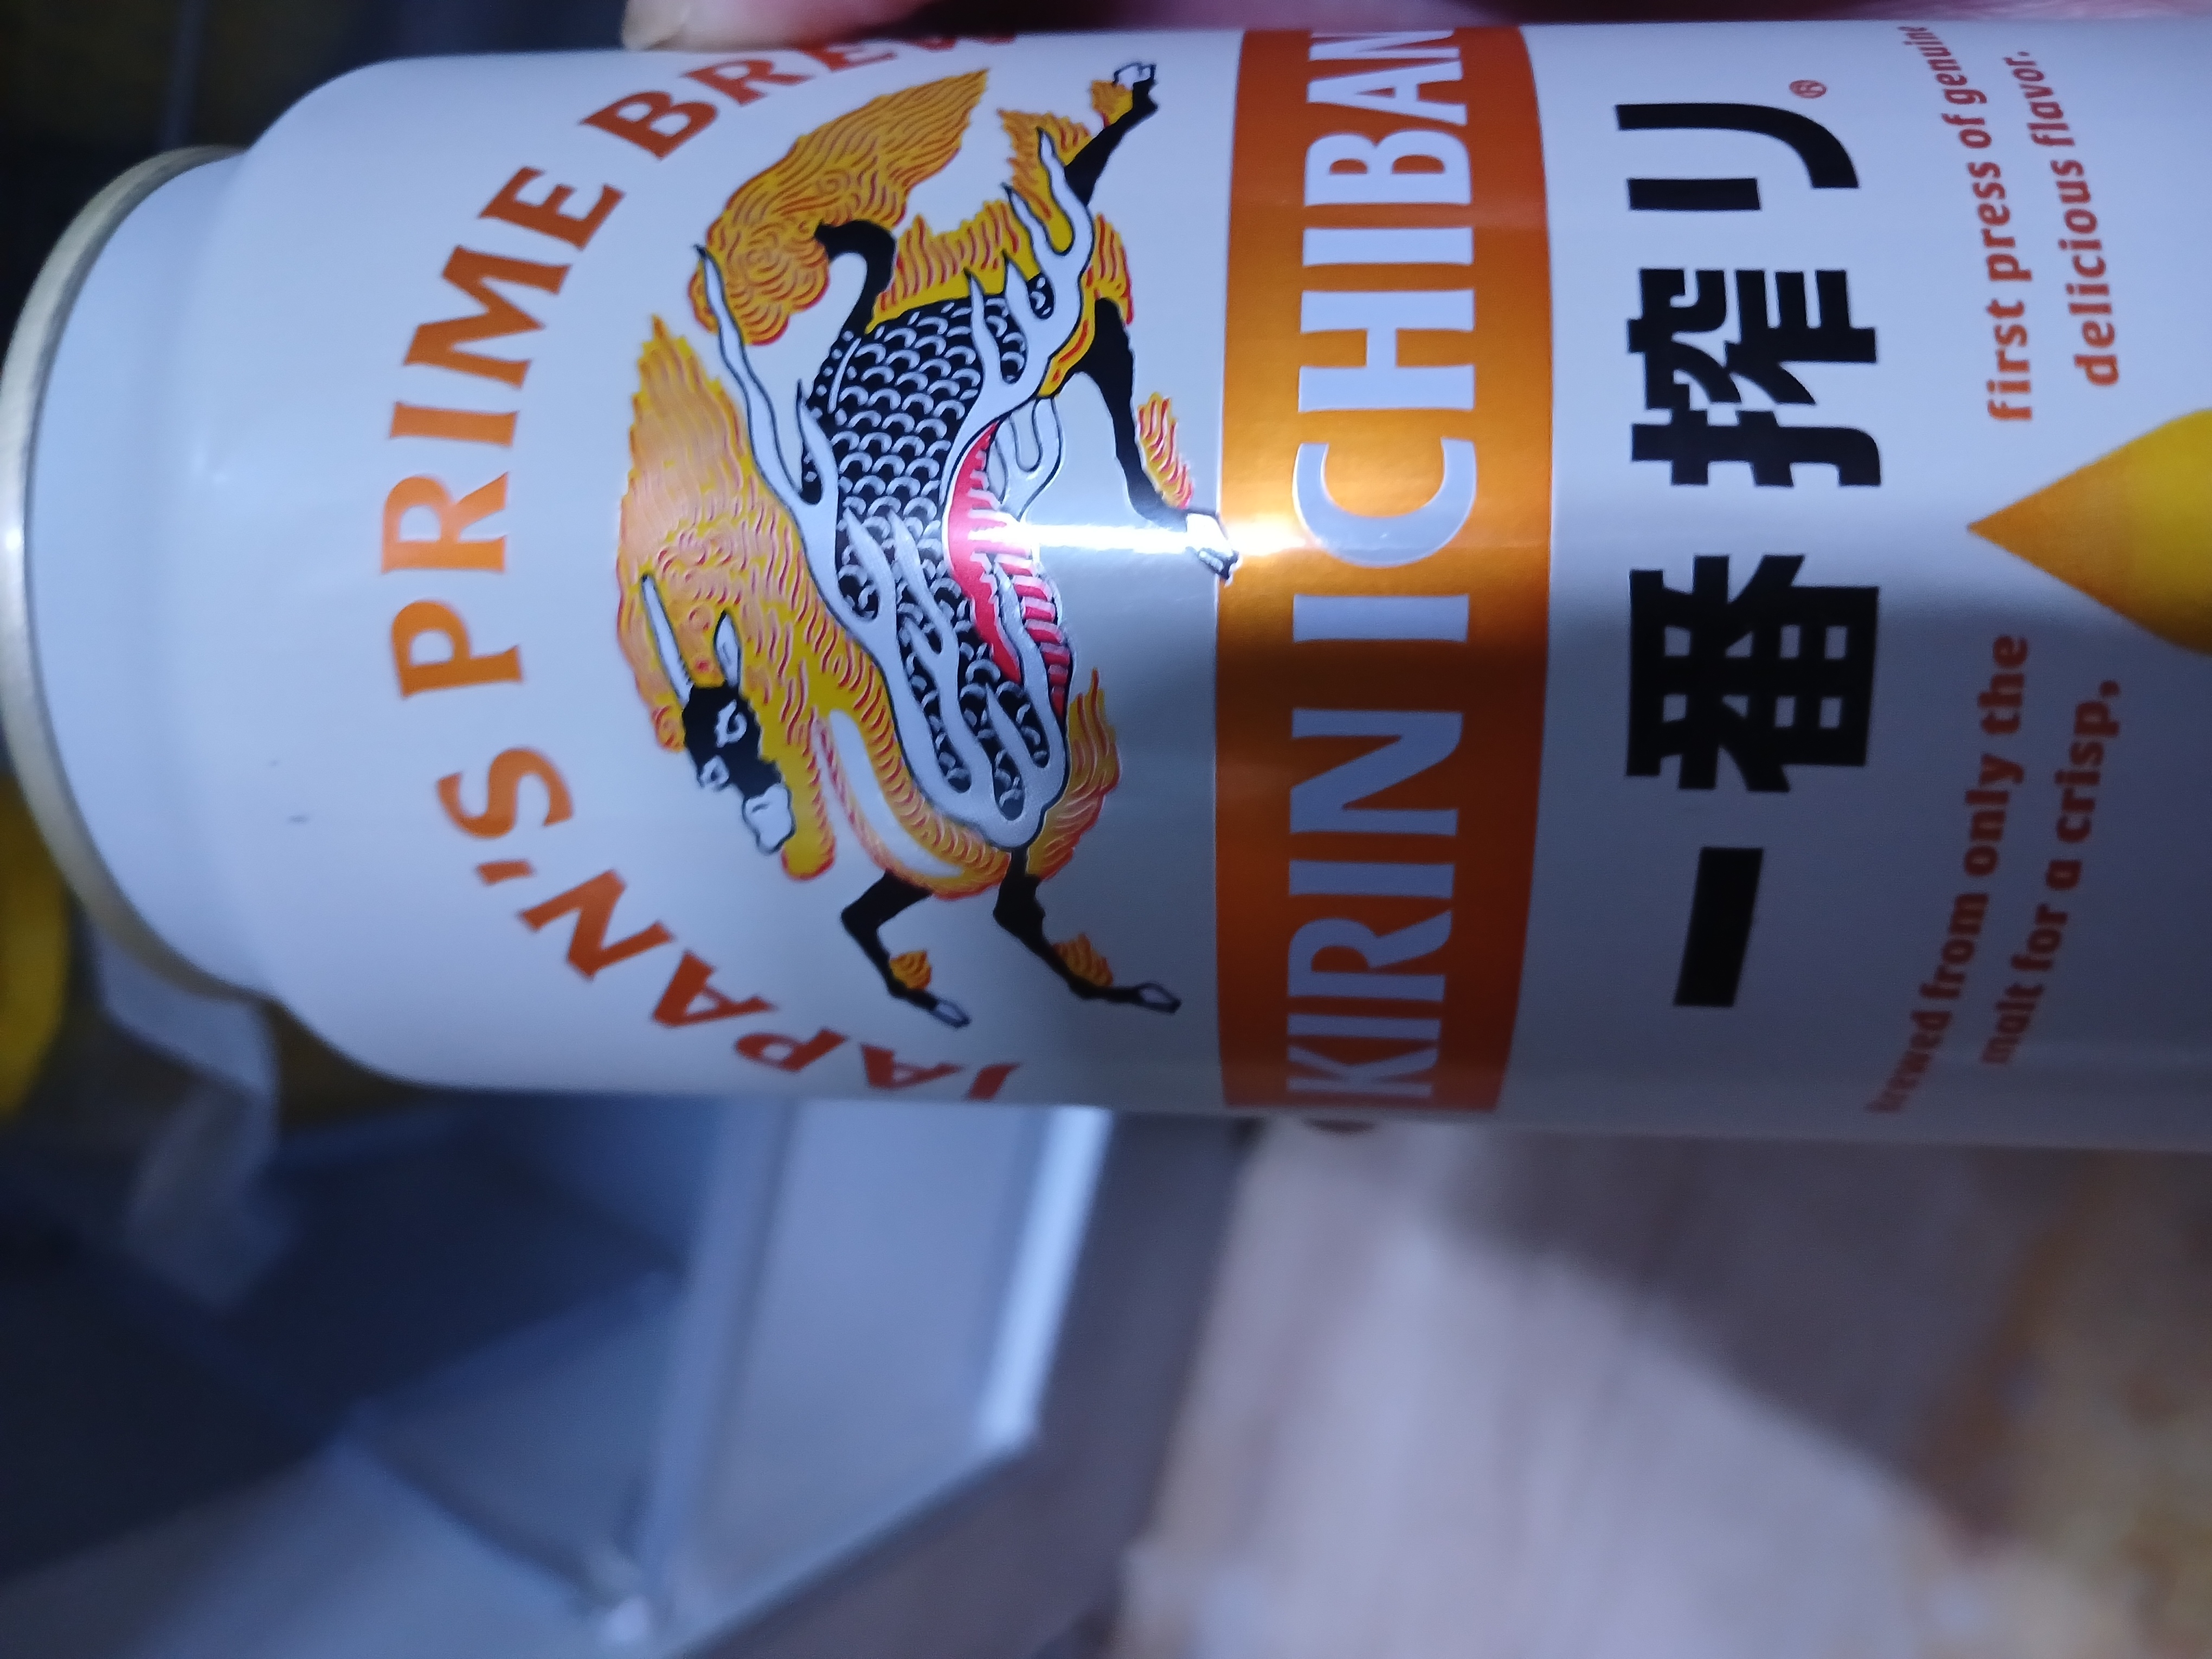 JAPAN'S PRIME BREW
KIRIN ICHIBAN
一番搾り®
brewed from only the first press of genuine
malt for a crisp, delicious flavor.